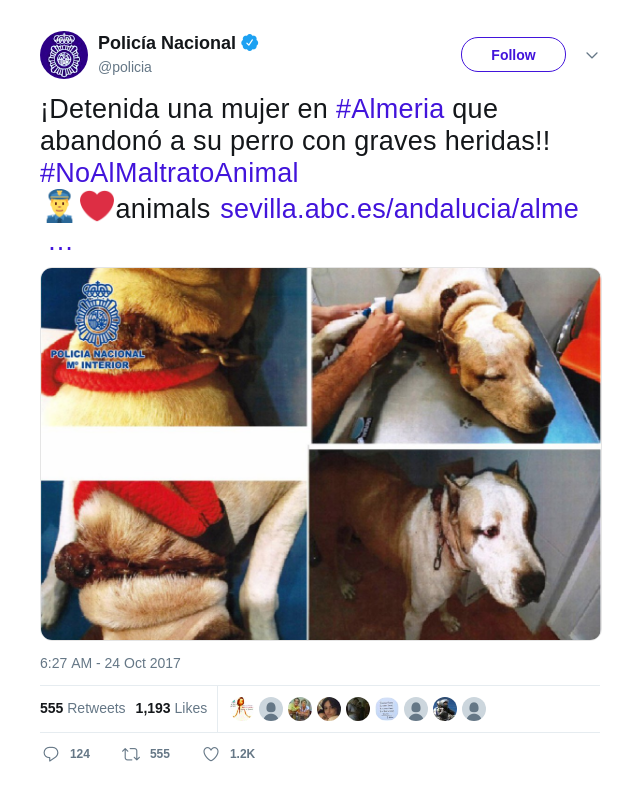 Policía Nacional
@policia
Follow
¡Detenida una mujer en #Almeria que
abandonó a su perro con graves heridas!!
#NoAlMaltratoAnimal
animals sevilla.abc.es/andalucia/alme
…
POLICIA NACIONAL
Mº INTERIOR
6:27 AM - 24 Oct 2017
555 Retweets 1,193 Likes
124 555 1.2K